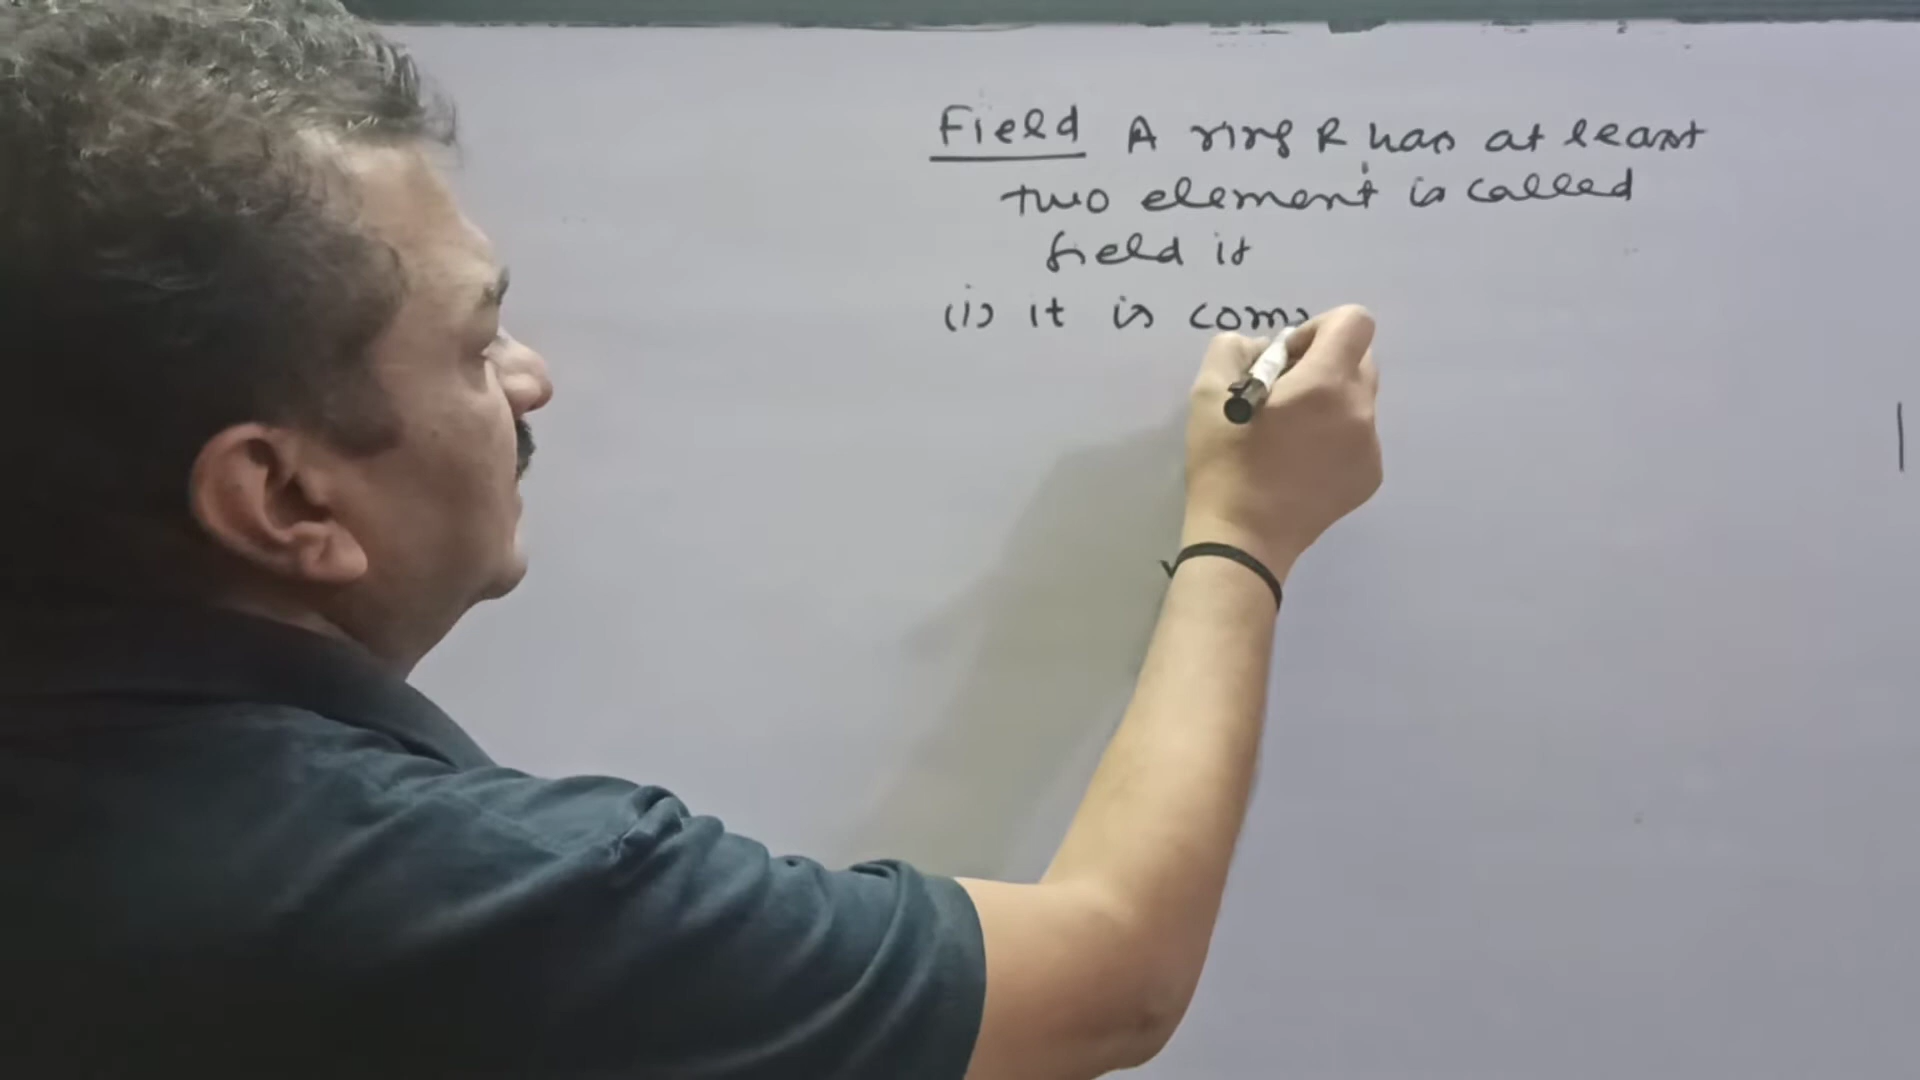 Field A ring R has at least
two element is called
field if
(i) it is com